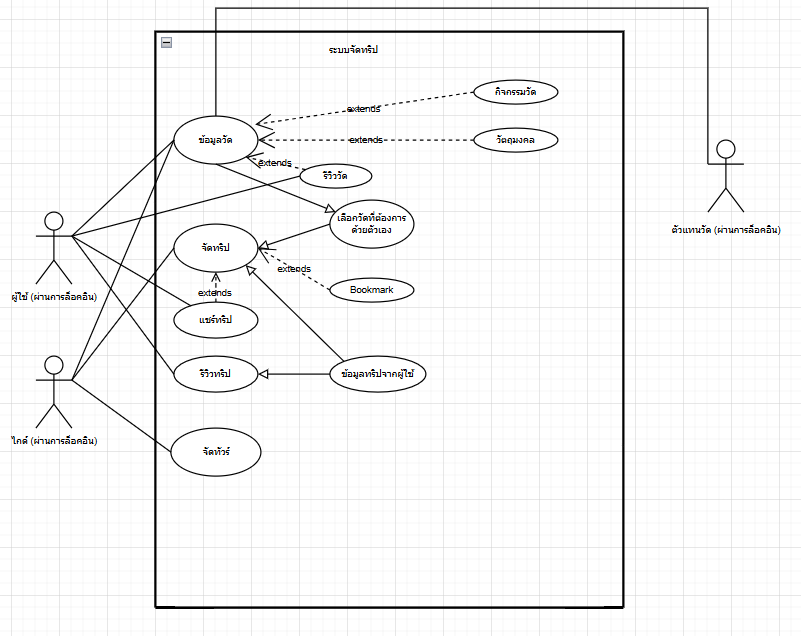 ระบบจัดทริป
กิจกรรมวัด
extends
ข้อมูลวัด
extends
วัตถุมงคล
extends
รีวิววัด
เลือกวัดที่ต้องการ
ด้วยตัวเอง
ตัวแทนวัด (ผ่านการล็อคอิน)
จัดทริป
extends
ผู้ใช้ (ผ่านการล็อคอิน)
extends
Bookmark
แชร์ทริป
รีวิวทริป
ข้อมูลทริปจากผู้ใช้
ไกด์ (ผ่านการล็อคอิน)
จัดทัวร์